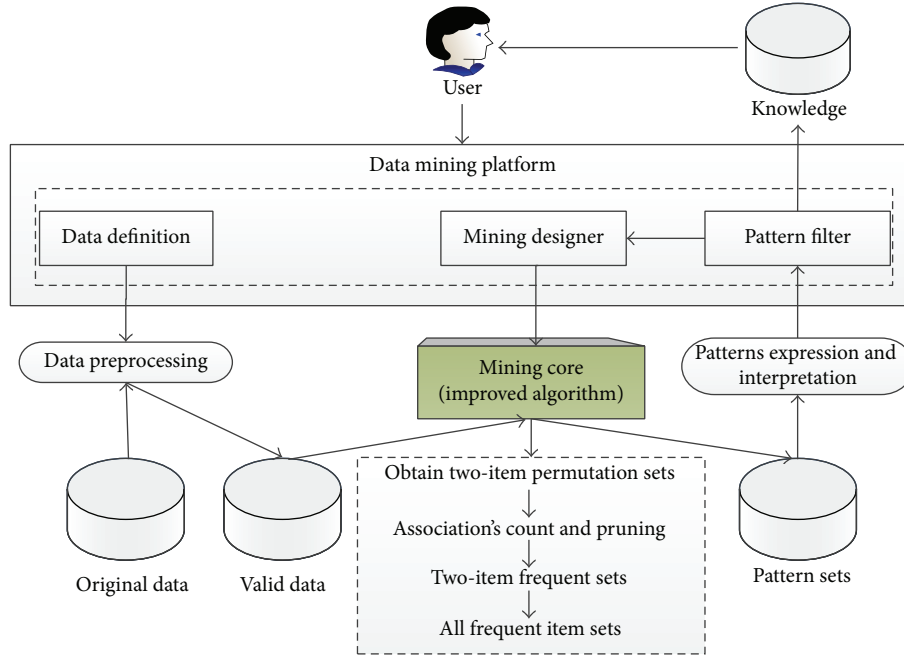 User
Knowledge
Data mining platform
Data definition
Mining designer
Pattern filter
Data preprocessing
Mining core
(improved algorithm)
Patterns expression and
interpretation
Obtain two-item permutation sets
Association's count and pruning
Two-item frequent sets
All frequent item sets
Original data
Valid data
Pattern sets